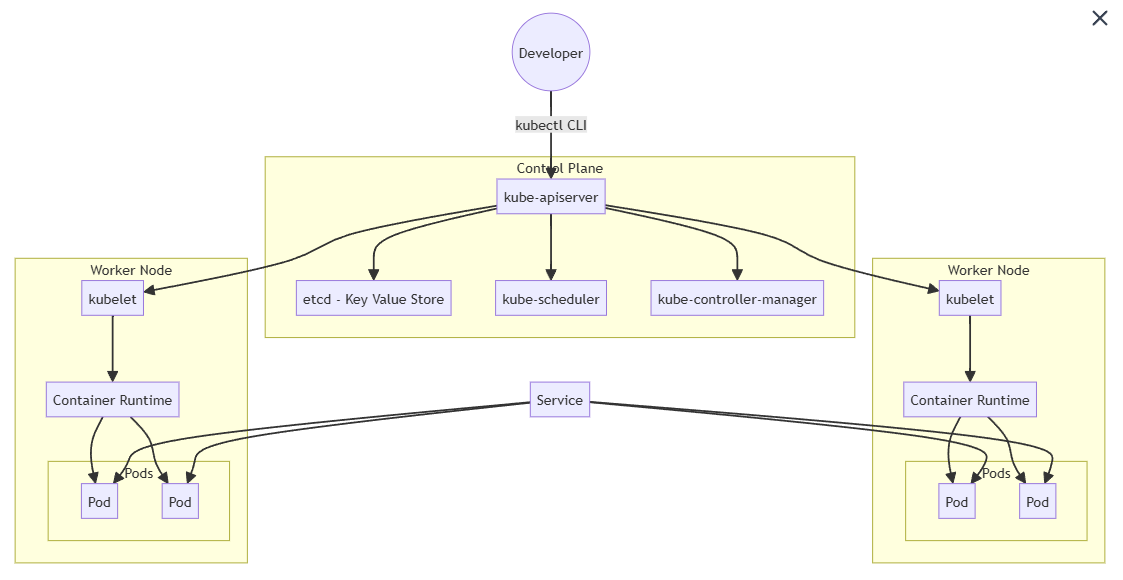 Developer
kubectl CLI
Control Plane
kube-apiserver
Worker Node
Worker Node
kubelet
etcd - Key Value Store
kube-scheduler
kube-controller-manager
kubelet
Container Runtime
Service
Container Runtime
Pods
Pods
Pod
Pod
Pod
Pod